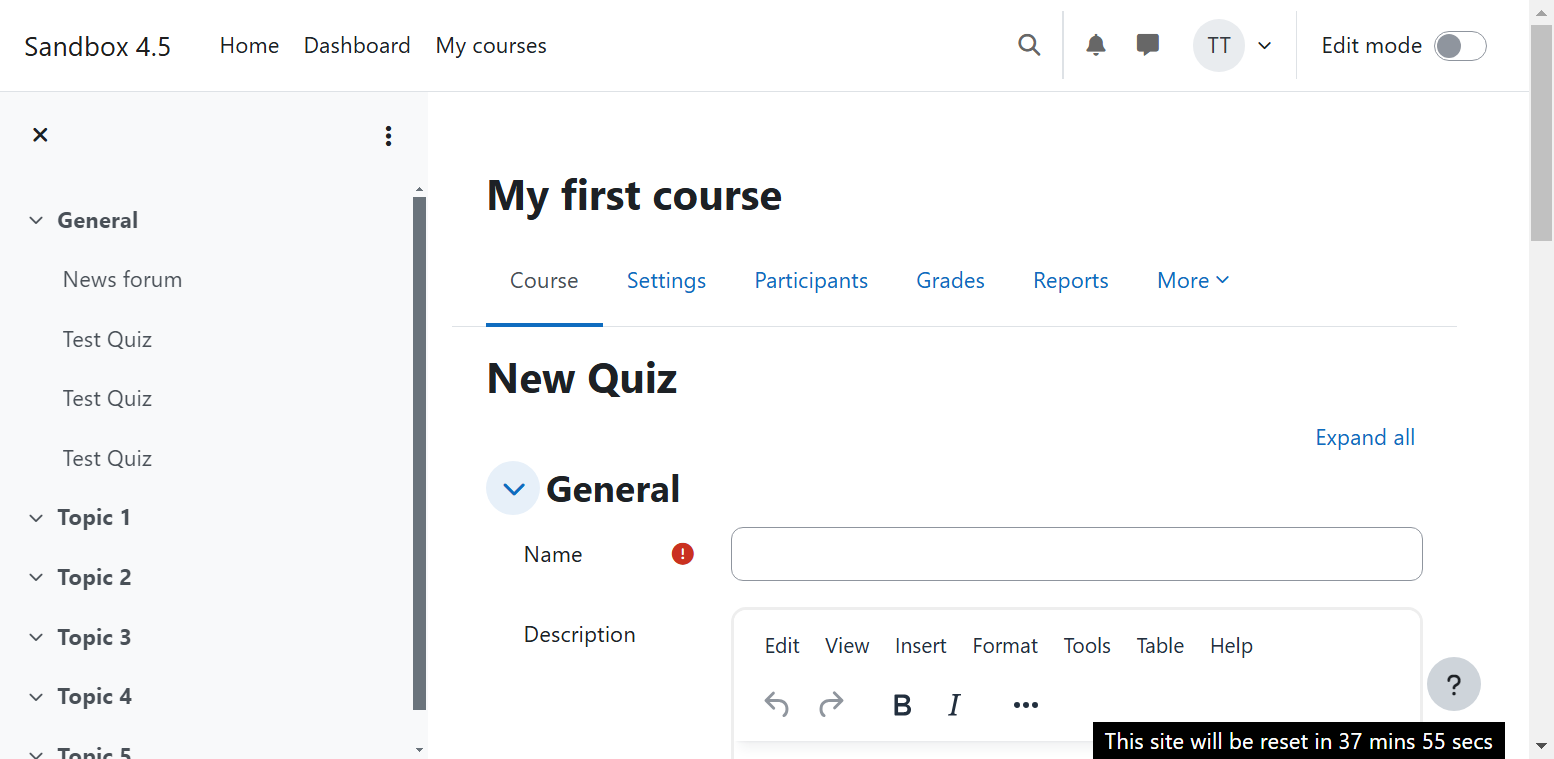 Sandbox 4.5 Home Dashboard My courses TT Edit mode
General
News forum
Test Quiz
Test Quiz
Test Quiz
Topic 1
Topic 2
Topic 3
Topic 4
Topic 5
My first course
Course Settings Participants Grades Reports More
New Quiz
Expand all
General
Name
Description
Edit View Insert Format Tools Table Help
B I
?
This site will be reset in 37 mins 55 secs